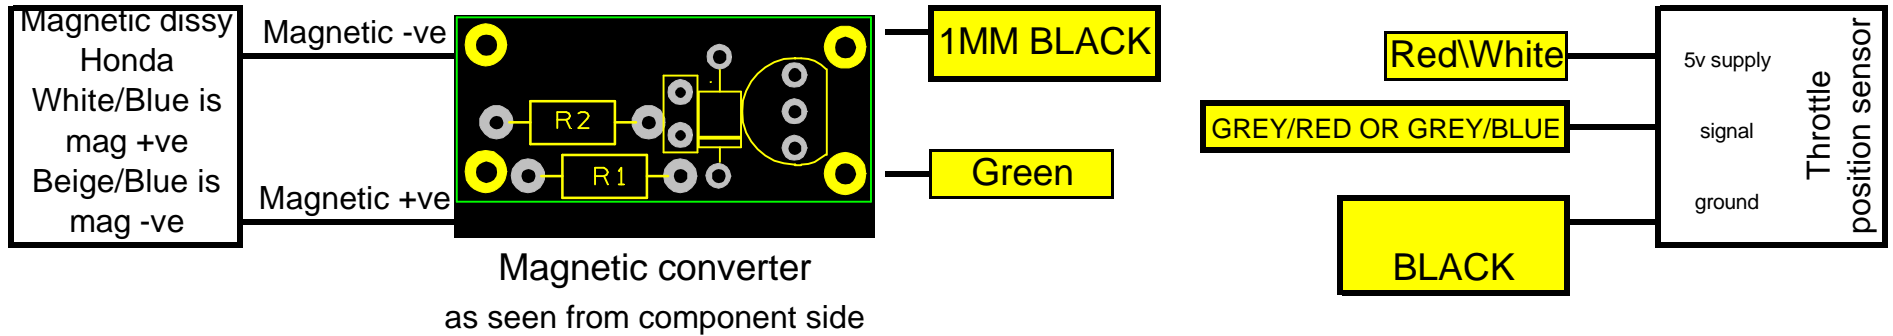 Magnetic dissy
Honda
White/Blue is
mag +ve
Beige/Blue is
mag -ve
Magnetic -ve
Magnetic +ve
R2
R1
1MM BLACK
Green
Magnetic converter
as seen from component side
Red\White
GREY/RED OR GREY/BLUE
BLACK
5v supply
signal
ground
Throttle
position sensor